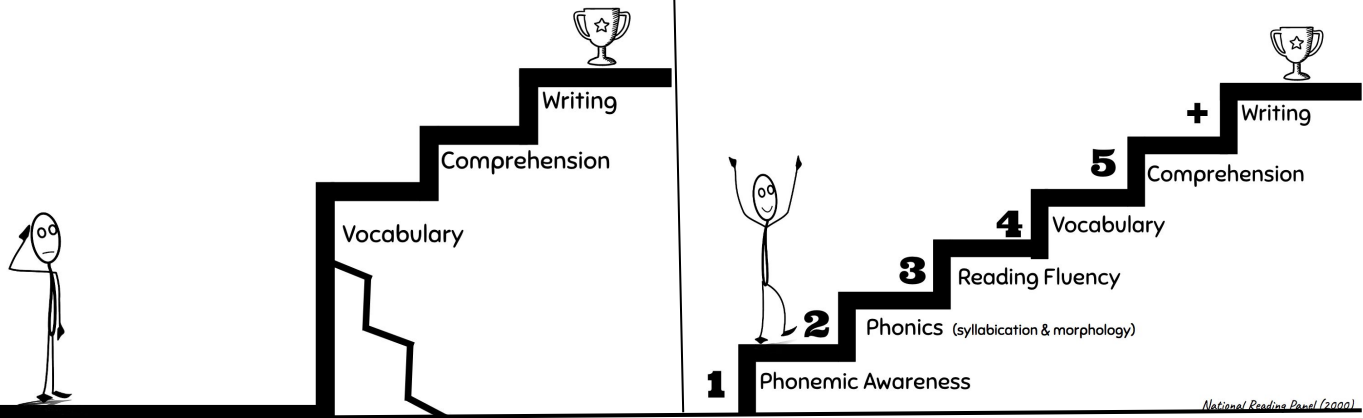 Writing
Comprehension
Vocabulary
+ Writing
5 Comprehension
4 Vocabulary
3 Reading Fluency
2 Phonics (syllabication & morphology)
1 Phonemic Awareness
National Reading Panel (2000)